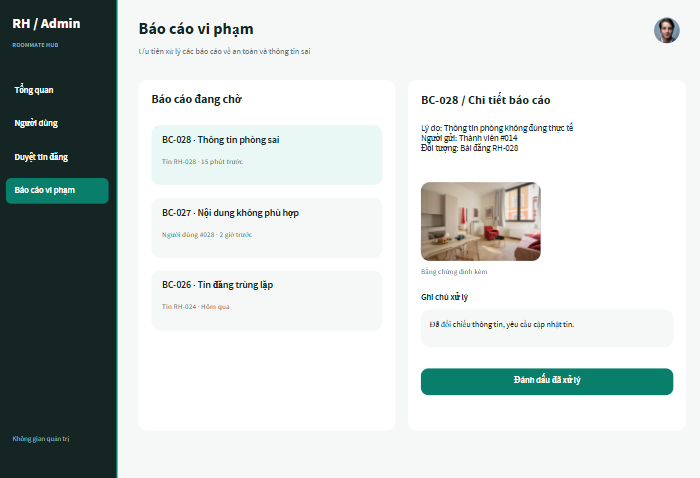 RH / Admin
ROOMMATE HUB
Tổng quan
Người dùng
Duyệt tin đăng
Báo cáo vi phạm
Không gian quản trị
Báo cáo vi phạm
Ưu tiên xử lý các báo cáo về an toàn và thông tin sai
Báo cáo đang chờ
BC-028 · Thông tin phòng sai
Tin RH-028 · 15 phút trước
BC-027 · Nội dung không phù hợp
Người dùng #028 · 2 giờ trước
BC-026 · Tin đăng trùng lặp
Tin RH-024 · Hôm qua
BC-028 / Chi tiết báo cáo
Lý do: Thông tin phòng không đúng thực tế
Người gửi: Thành viên #014
Đối tượng: Bài đăng RH-028
Bằng chứng đính kèm
Ghi chú xử lý
Đã đối chiếu thông tin, yêu cầu cập nhật tin.
Đánh dấu đã xử lý